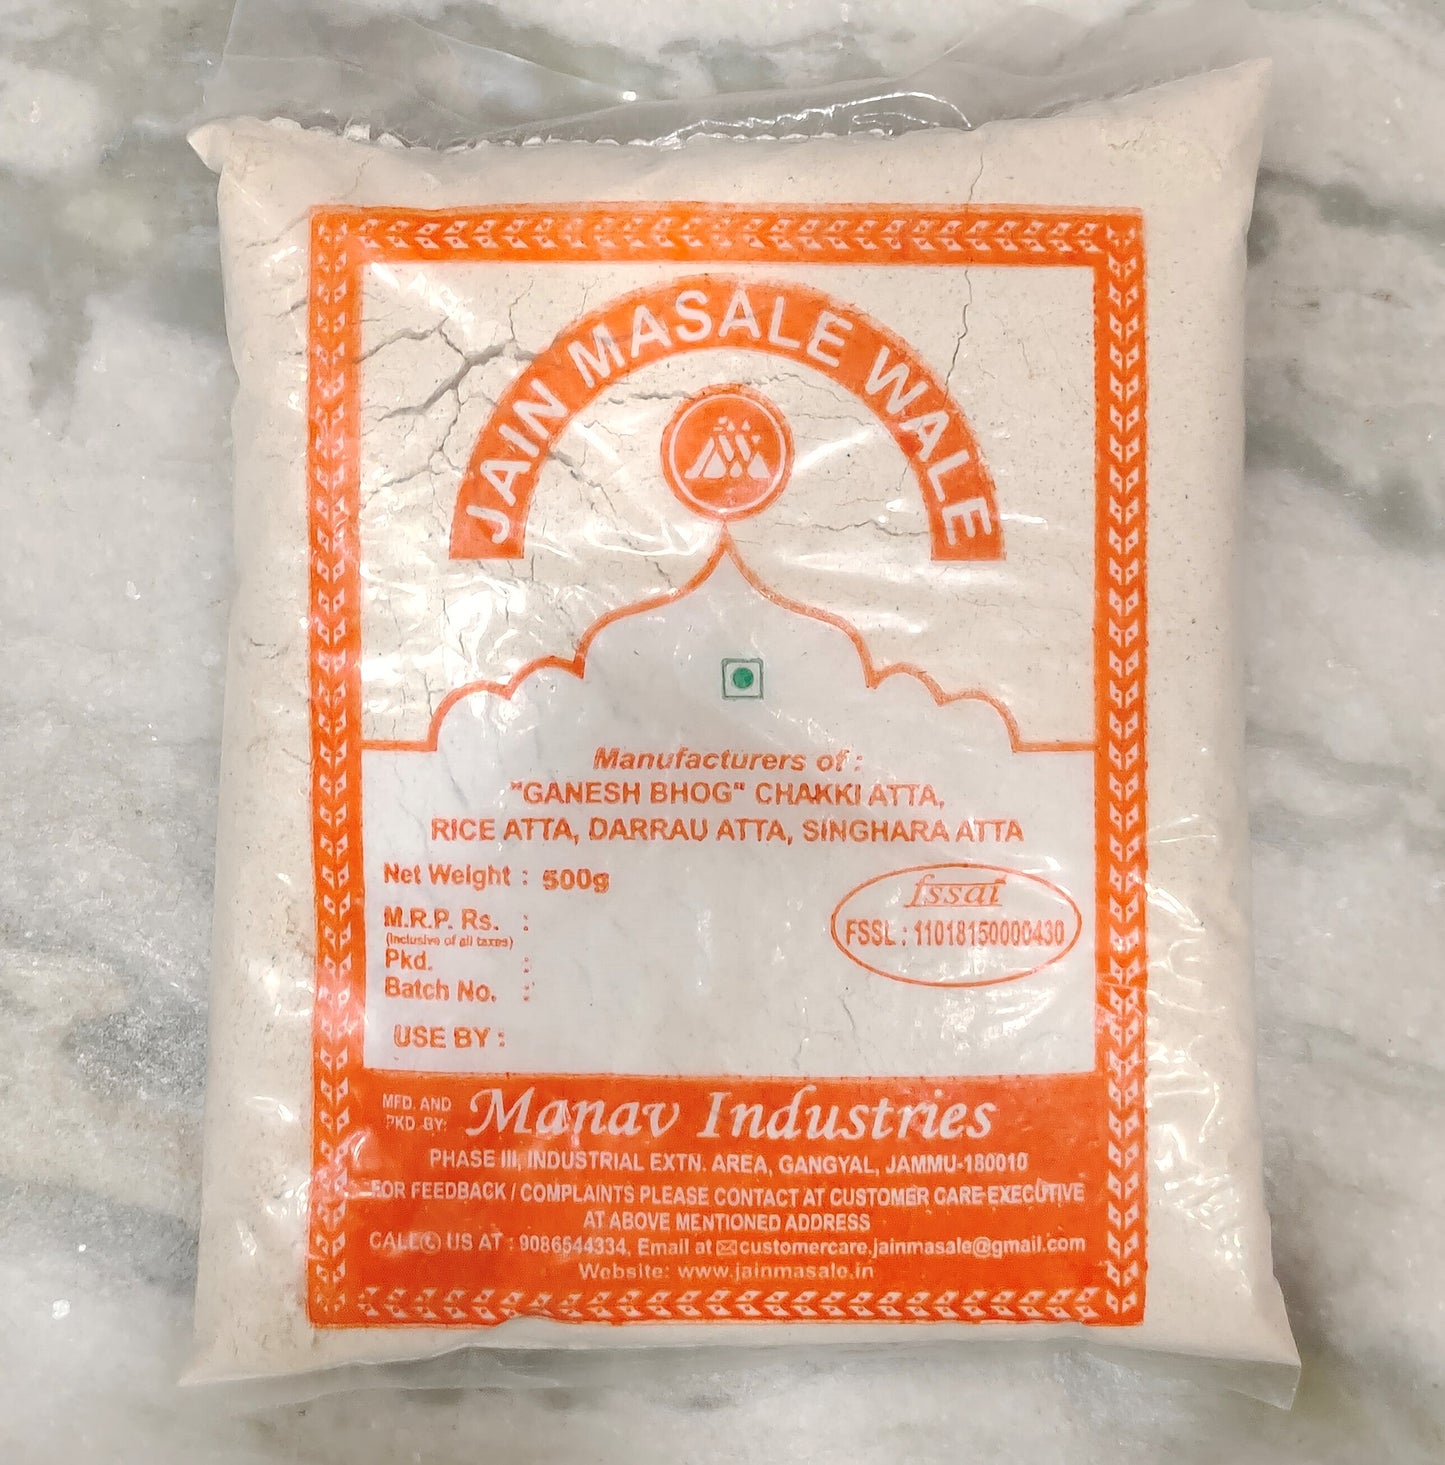 JAIN MASALE WALE
Manufacturers of :
"GANESH BHOG" CHAKKI ATTA,
RICE ATTA, DARRAU ATTA, SINGHARA ATTA
Net Weight : 500g
fssai
FSSL : 11018150000430
M.R.P. Rs. :
(Inclusive of all taxes)
Pkd. :
Batch No. :
USE BY :
MFD. AND
PKD. BY:
Manav Industries
PHASE III, INDUSTRIAL EXTN. AREA, GANGYAL, JAMMU-180010
FOR FEEDBACK / COMPLAINTS PLEASE CONTACT AT CUSTOMER CARE EXECUTIVE
AT ABOVE MENTIONED ADDRESS
CALL US AT : 9086544334, Email at customercare.jainmasale@gmail.com
Website: www.jainmasale.in